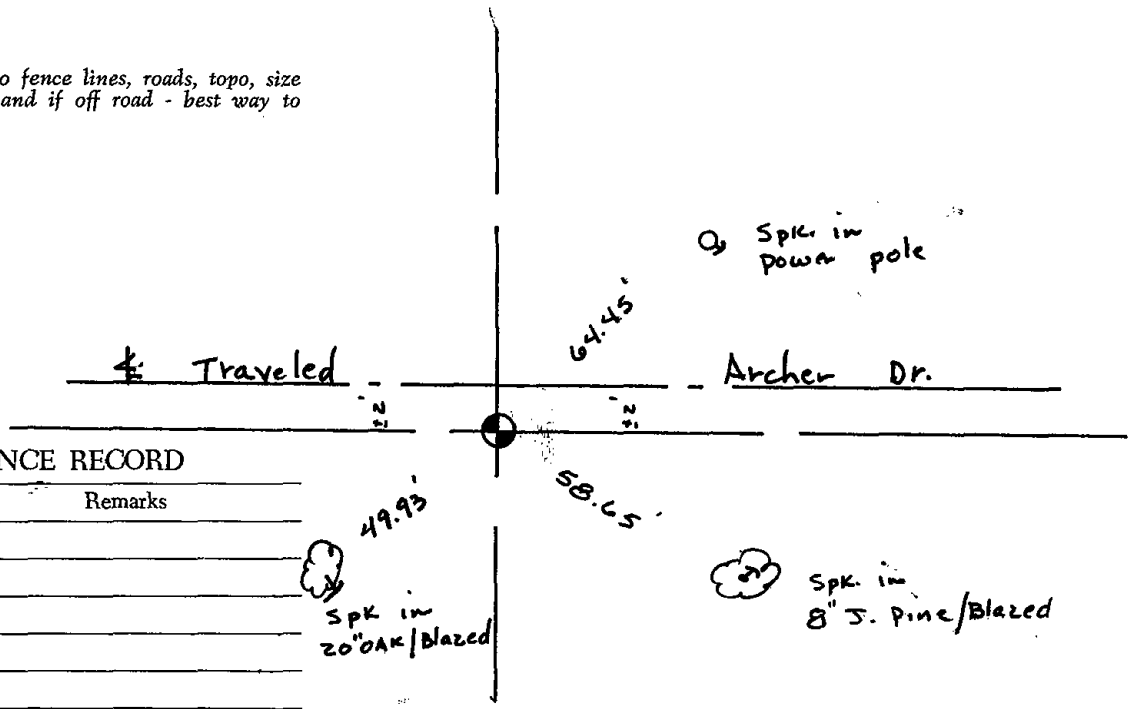 o fence lines, roads, topo, size
and if off road - best way to
Spk. in
power pole
64.45'
℄ Traveled
Archer Dr.
±2'
±2'
NCE RECORD
Remarks
49.93'
58.65'
Spk in
20" OAK/Blazed
Spk. in
8" J. Pine/Blazed